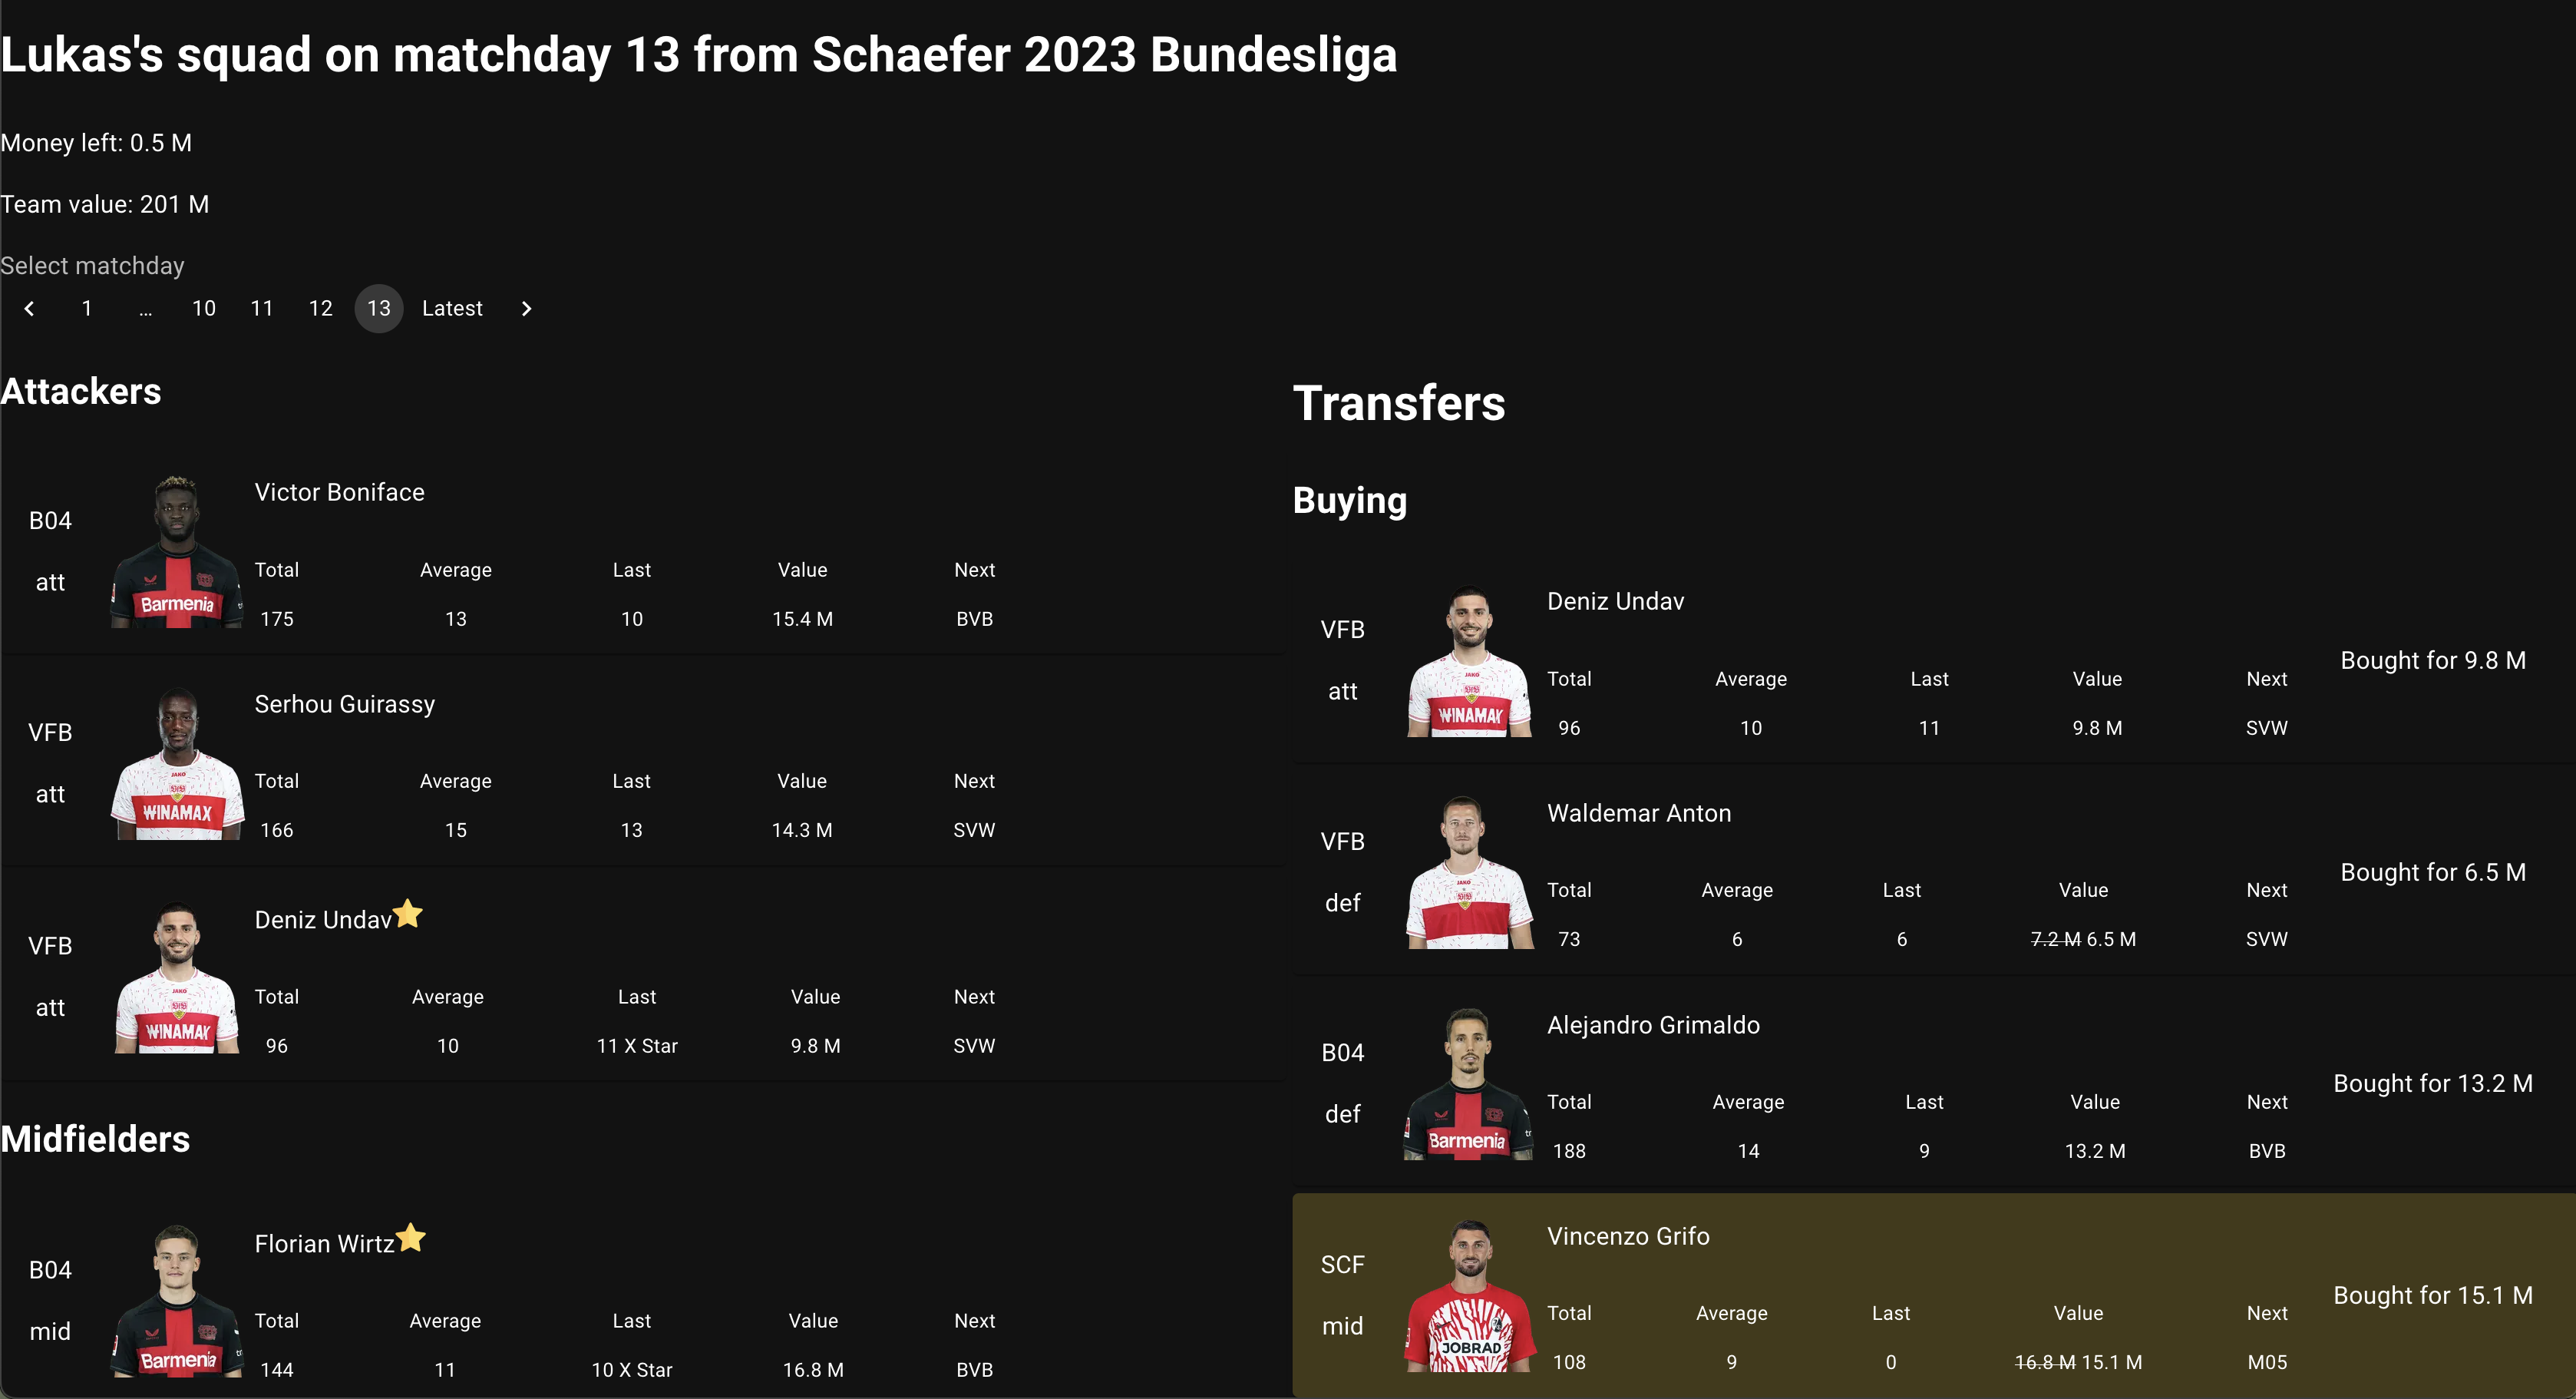 Lukas's squad on matchday 13 from Schaefer 2023 Bundesliga
Money left: 0.5 M
Team value: 201 M
Select matchday
1 … 10 11 12 13 Latest
Attackers
B04
att
Barmenia
Victor Boniface
Total Average Last Value Next
175 13 10 15.4 M BVB
VFB
att
JAKO
WINAMAX
Serhou Guirassy
Total Average Last Value Next
166 15 13 14.3 M SVW
VFB
att
JAKO
WINAMAX
Deniz Undav
Total Average Last Value Next
96 10 11 X Star 9.8 M SVW
Midfielders
B04
mid
Barmenia
Florian Wirtz
Total Average Last Value Next
144 11 10 X Star 16.8 M BVB
Transfers
Buying
VFB
att
JAKO
WINAMAX
Deniz Undav
Total Average Last Value Next
96 10 11 9.8 M SVW
Bought for 9.8 M
VFB
def
JAKO
Waldemar Anton
Total Average Last Value Next
73 6 6 7.2 M 6.5 M SVW
Bought for 6.5 M
B04
def
Barmenia
Alejandro Grimaldo
Total Average Last Value Next
188 14 9 13.2 M BVB
Bought for 13.2 M
SCF
mid
JOBRAD
Vincenzo Grifo
Total Average Last Value Next
108 9 0 16.8 M 15.1 M M05
Bought for 15.1 M